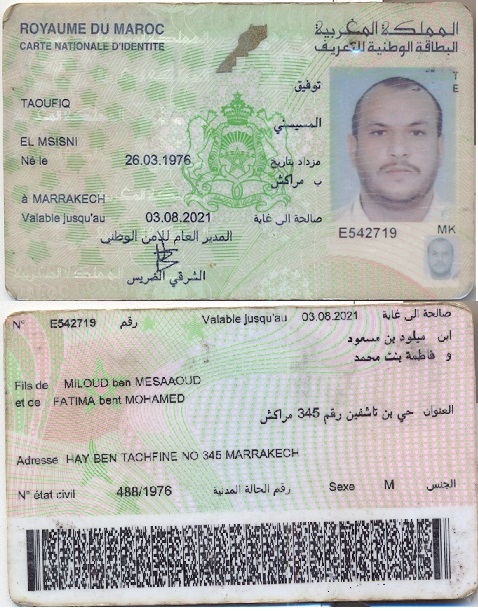 ROYAUME DU MAROC
المملكة المغربية
CARTE NATIONALE D'IDENTITE
البطاقة الوطنية للتعريف
توفيق
TAOUFIQ
المسيسني
EL MSISNI
Né le 26.03.1976 مزداد بتاريخ
ب مراكش
à MARRAKECH
Valable jusqu'au 03.08.2021 صالحة الى غاية
المدير العام للأمن الوطني
الشرقي الضريس
E542719
MK
N° E542719 رقم Valable jusqu'au 03.08.2021 صالحة الى غاية
ابن ميلود بن مسعود
و فاطمة بنت محمد
Fils de MILOUD ben MESAAOUD
et de FATIMA bent MOHAMED
العنوان حي بن تاشفين رقم 345 مراكش
Adresse HAY BEN TACHFINE NO 345 MARRAKECH
N° état civil 488/1976 رقم الحالة المدنية Sexe M الجنس